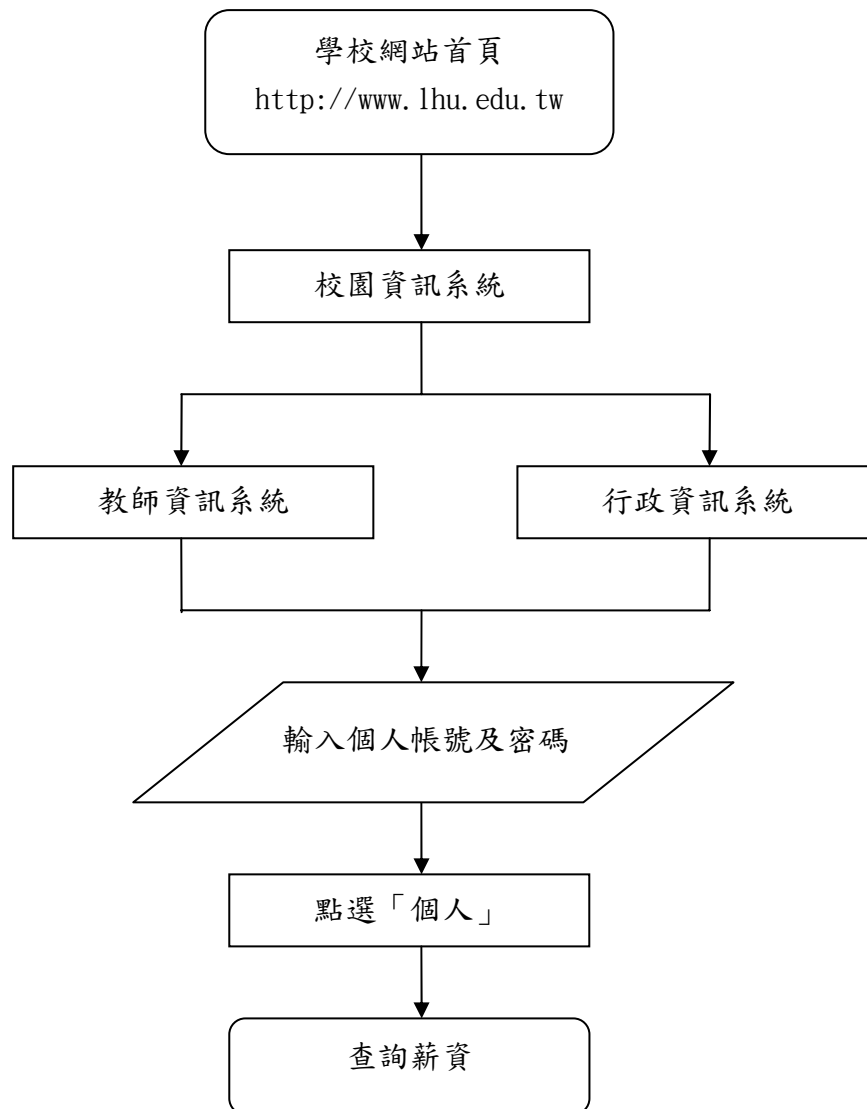 學校網站首頁
http://www.lhu.edu.tw
校園資訊系統
教師資訊系統
行政資訊系統
輸入個人帳號及密碼
點選「個人」
查詢薪資